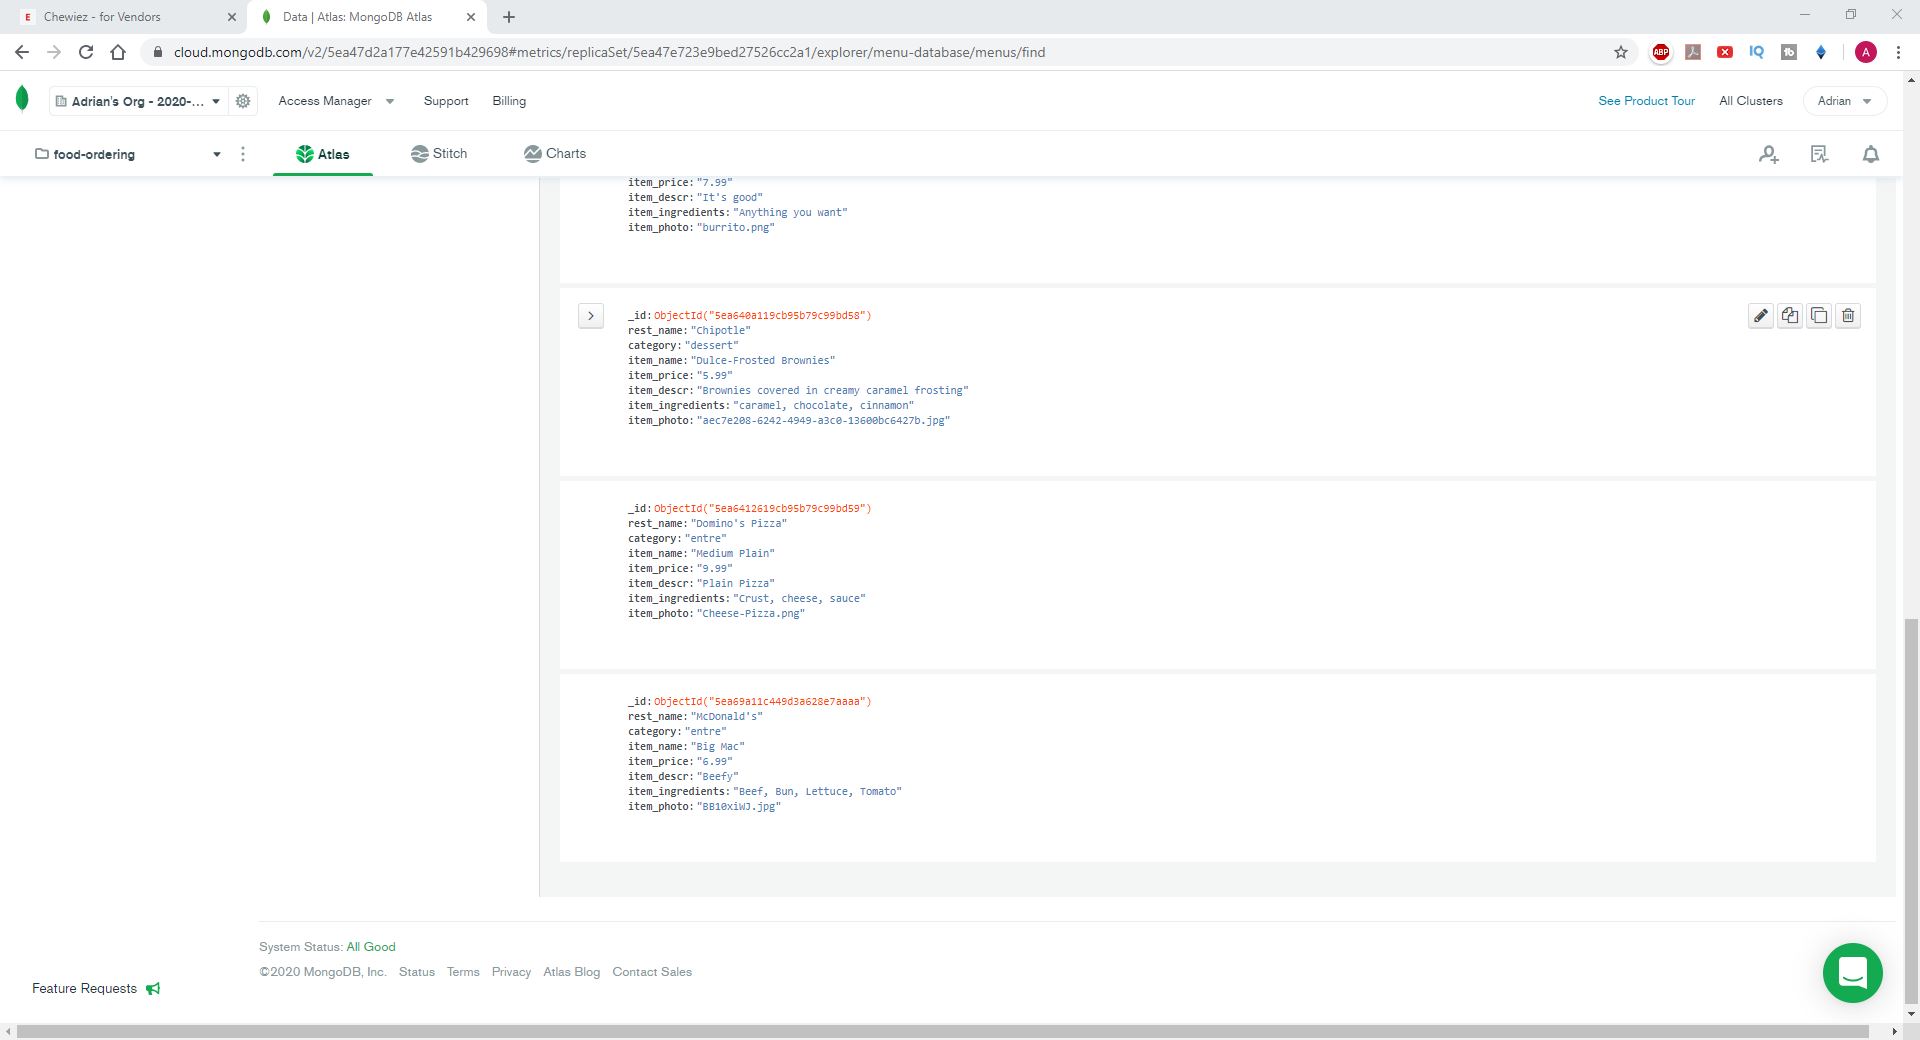 Chewiez - for Vendors
Data | Atlas: MongoDB Atlas
cloud.mongodb.com/v2/5ea47d2a177e42591b429698#metrics/replicaSet/5ea47e723e9bed27526cc2a1/explorer/menu-database/menus/find
ABP
IQ
tb
A
Adrian's Org - 2020-...
Access Manager
Support
Billing
See Product Tour
All Clusters
Adrian
food-ordering
Atlas
Stitch
Charts
item_price: "7.99"
item_descr: "It's good"
item_ingredients: "Anything you want"
item_photo: "burrito.png"
_id: ObjectId("5ea640a119cb95b79c99bd58")
rest_name: "Chipotle"
category: "dessert"
item_name: "Dulce-Frosted Brownies"
item_price: "5.99"
item_descr: "Brownies covered in creamy caramel frosting"
item_ingredients: "caramel, chocolate, cinnamon"
item_photo: "aec7e208-6242-4949-a3c0-13600bc6427b.jpg"
_id: ObjectId("5ea6412619cb95b79c99bd59")
rest_name: "Domino's Pizza"
category: "entre"
item_name: "Medium Plain"
item_price: "9.99"
item_descr: "Plain Pizza"
item_ingredients: "Crust, cheese, sauce"
item_photo: "Cheese-Pizza.png"
_id: ObjectId("5ea69a11c449d3a628e7aaaa")
rest_name: "McDonald's"
category: "entre"
item_name: "Big Mac"
item_price: "6.99"
item_descr: "Beefy"
item_ingredients: "Beef, Bun, Lettuce, Tomato"
item_photo: "BB10xiWJ.jpg"
System Status: All Good
©2020 MongoDB, Inc. Status Terms Privacy Atlas Blog Contact Sales
Feature Requests